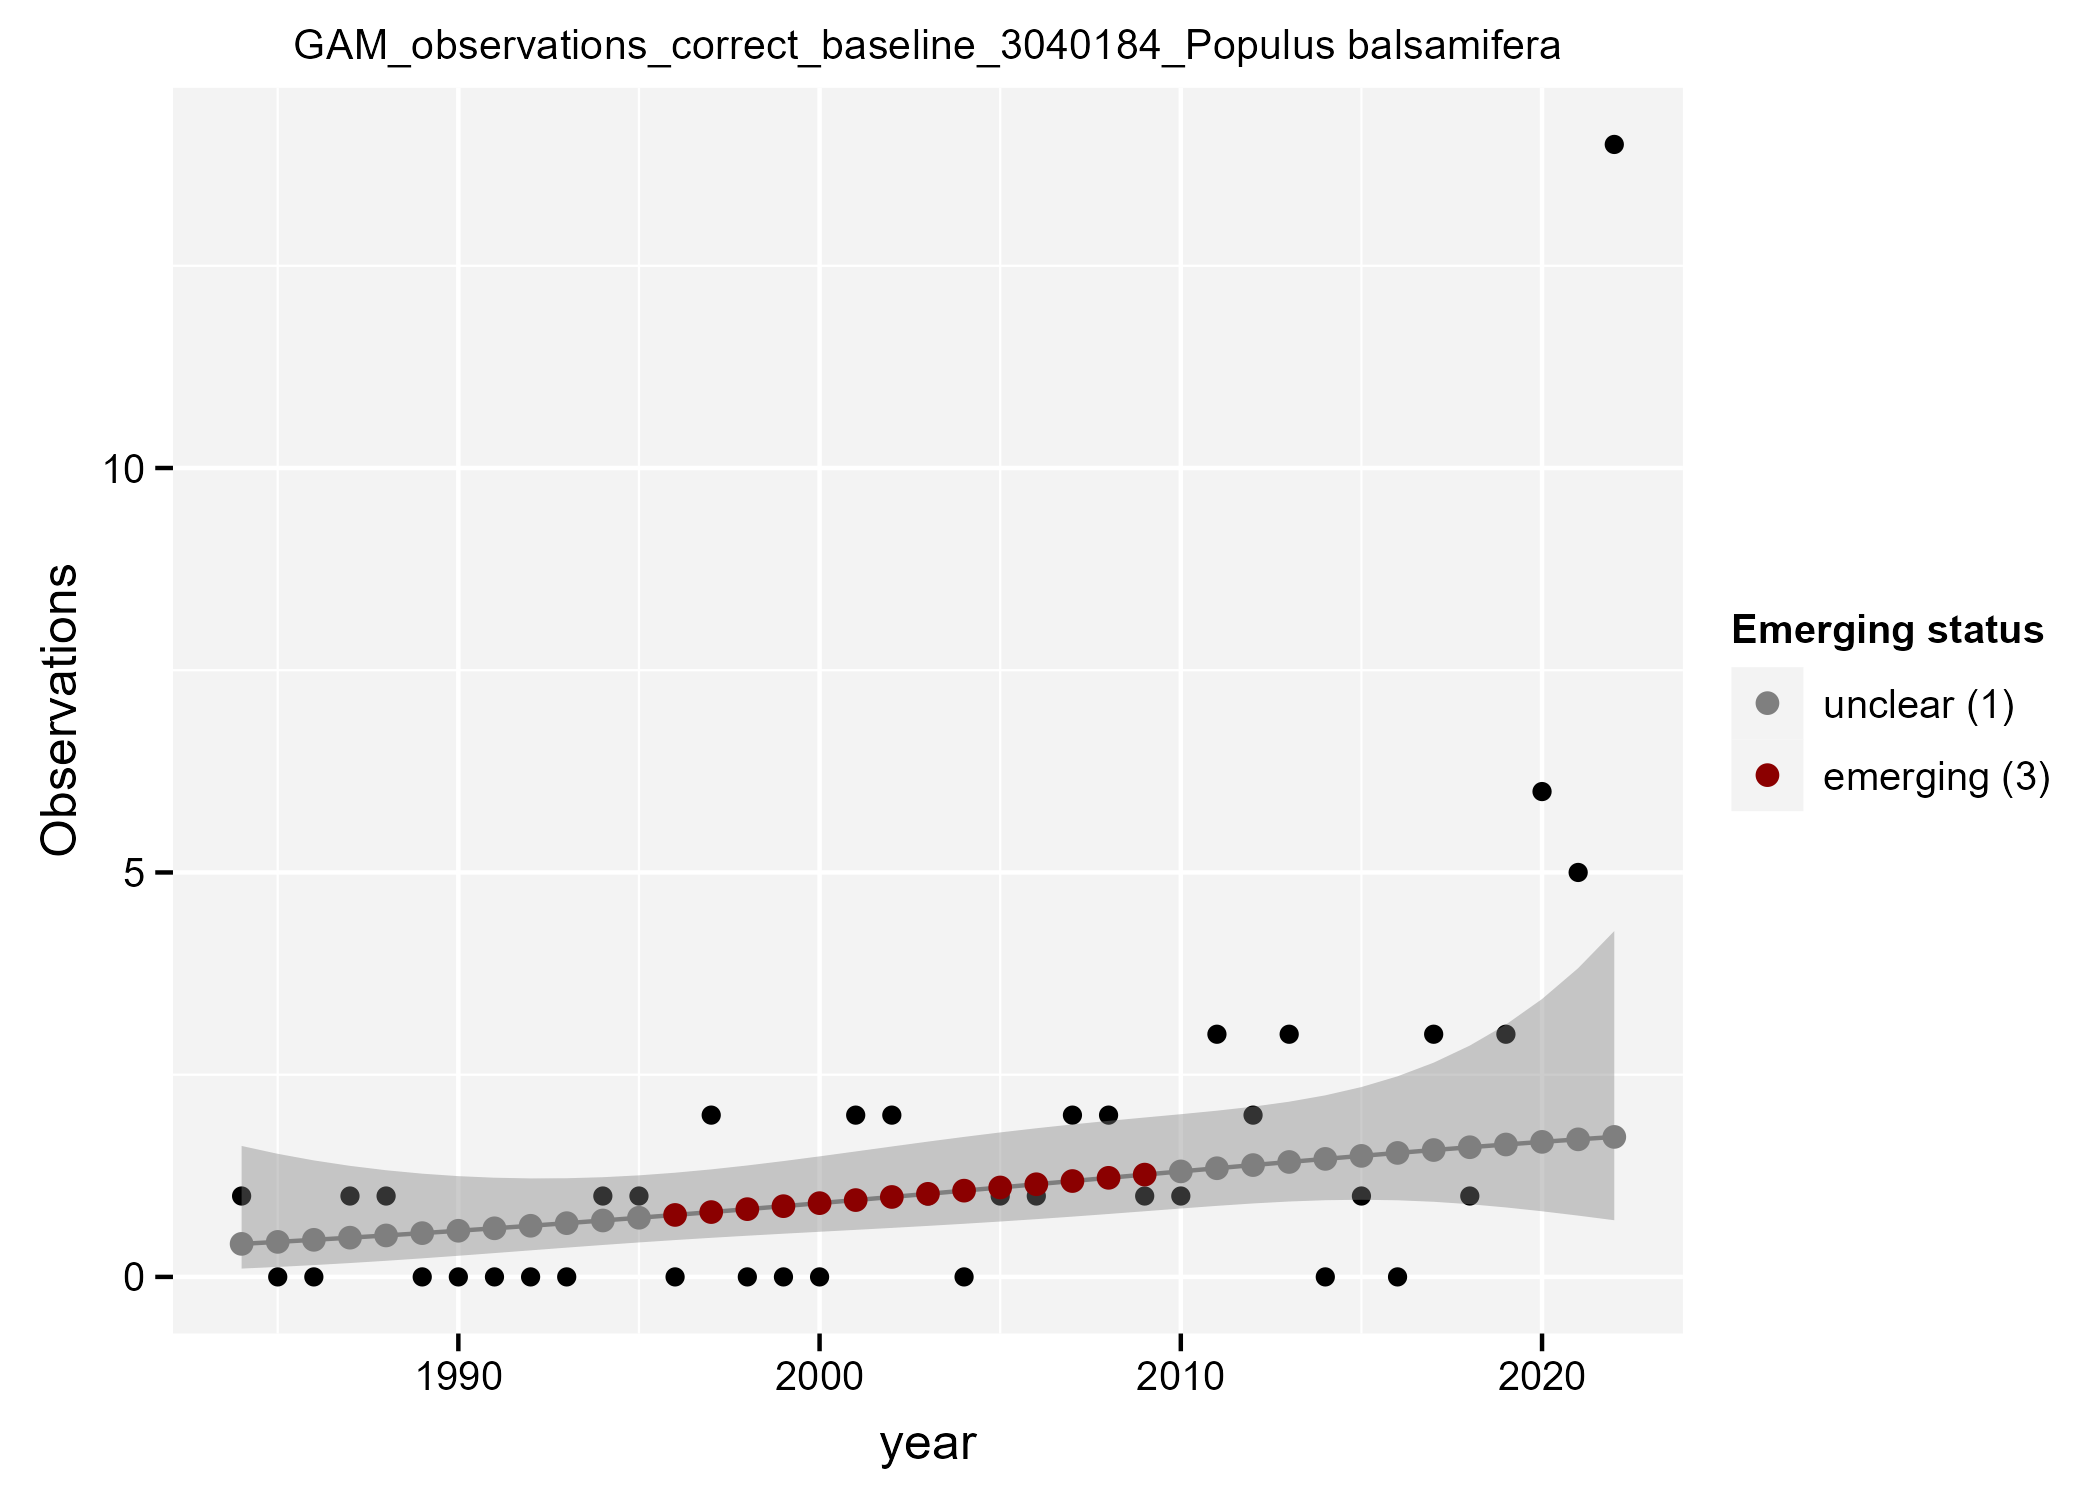 GAM_observations_correct_baseline_3040184_Populus balsamifera
Observations
10
5
0
1990
2000
2010
2020
year
Emerging status
unclear (1)
emerging (3)